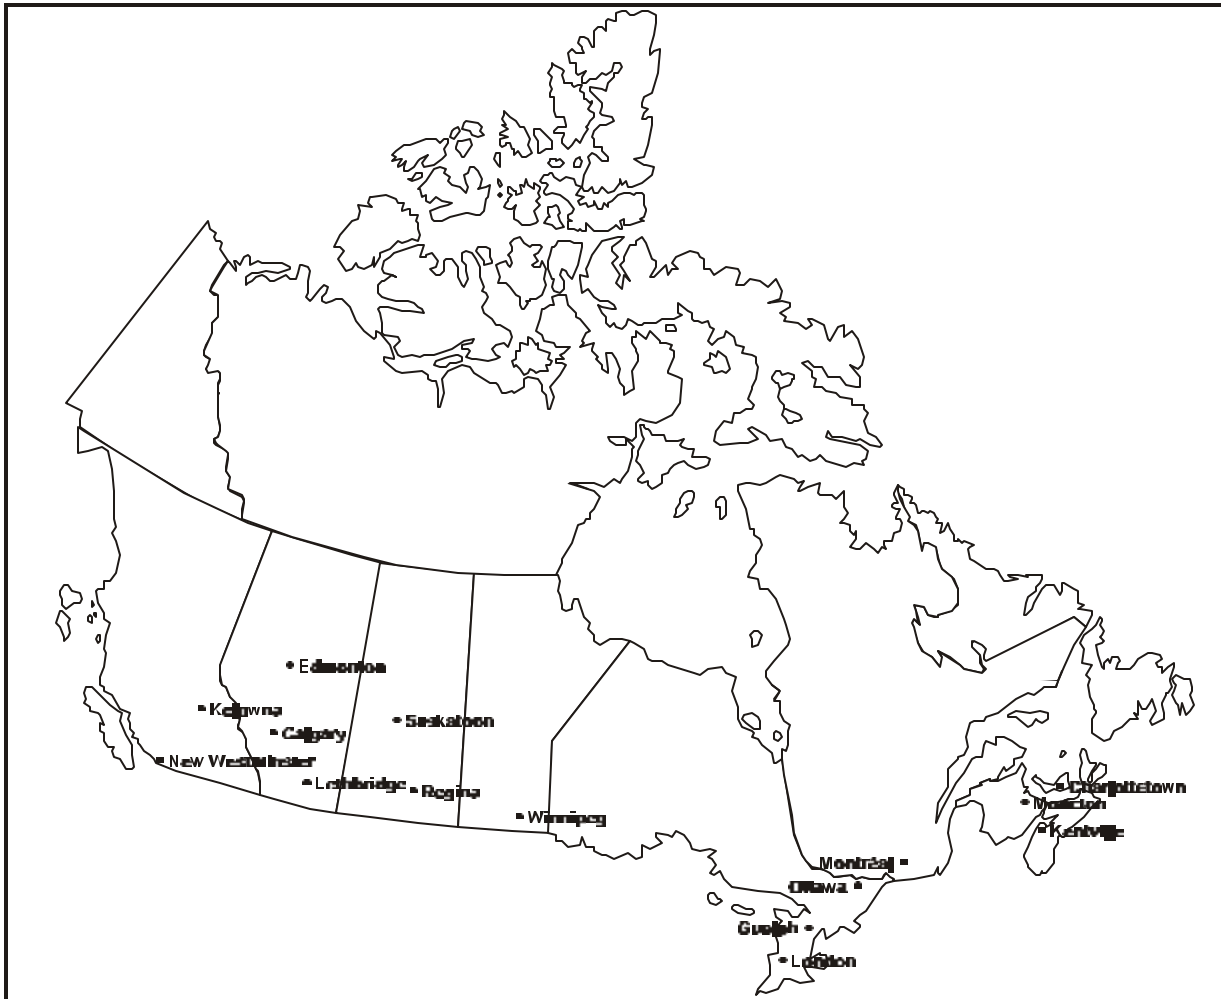 Edmonton
Kelowna
Saskatoon
Calgary
New Westminster
Lethbridge
Regina
Charlottetown
Moncton
Winnipeg
Kentville
Montréal
Ottawa
Guelph
London